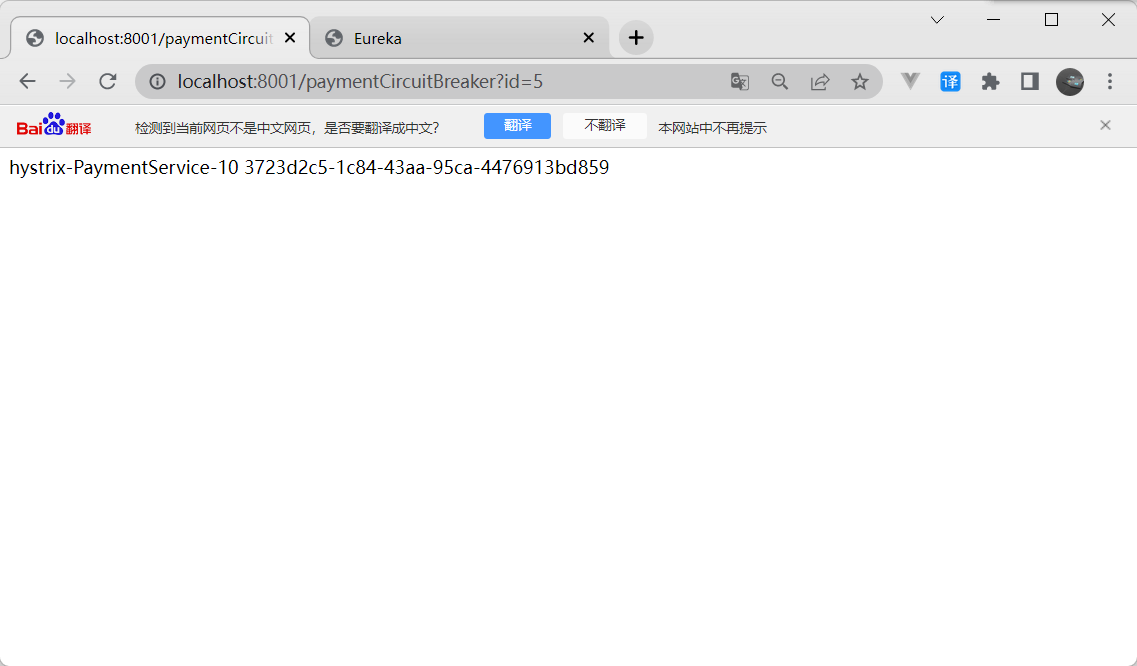 localhost:8001/paymentCircuit
Eureka
localhost:8001/paymentCircuitBreaker?id=5
译
Baidu翻译 检测到当前网页不是中文网页，是否要翻译成中文? 翻译 不翻译 本网站中不再提示
hystrix-PaymentService-10 3723d2c5-1c84-43aa-95ca-4476913bd859